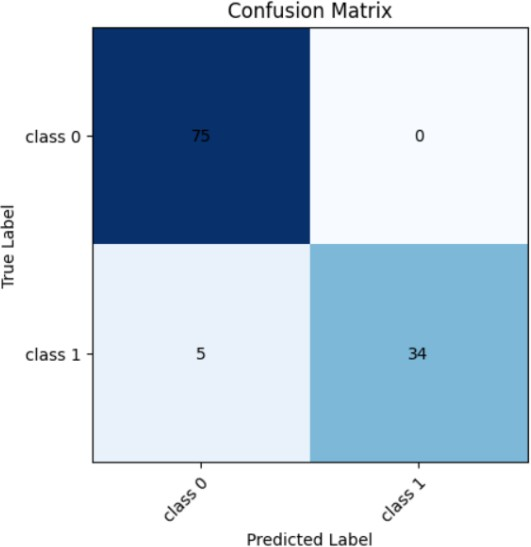 Confusion Matrix
True Label
class 0
75
0
class 1
5
34
class 0
class 1
Predicted Label